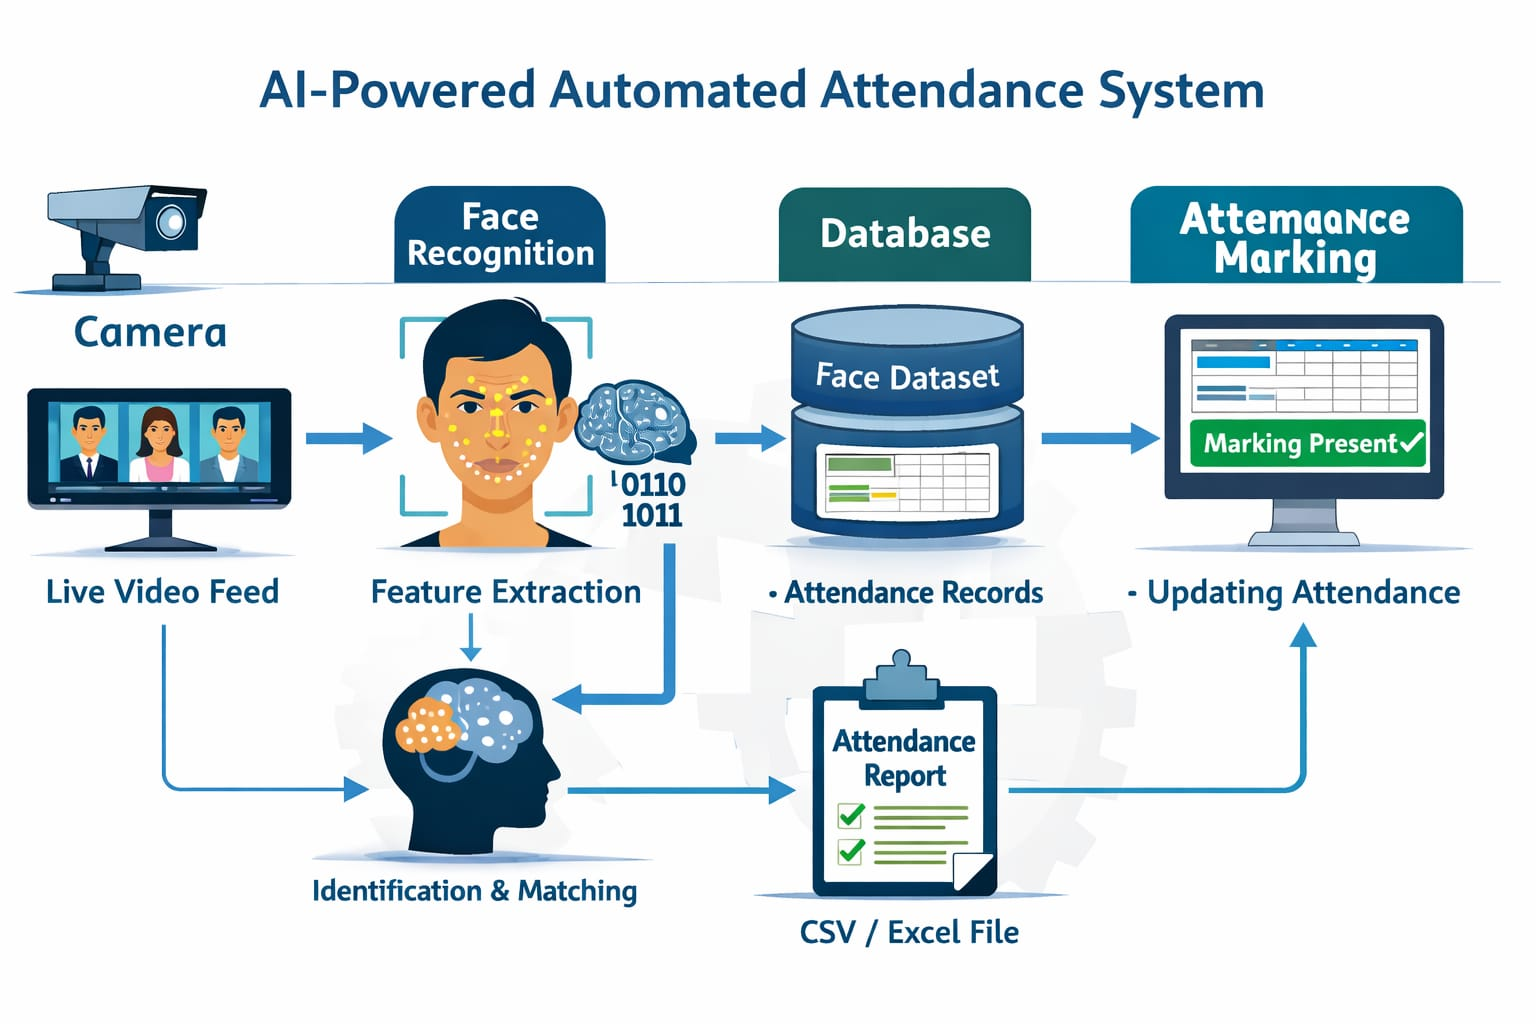 AI-Powered Automated Attendance System
Face
Recognition
Database
AttemaaNce
Marking
Camera
Face Dataset
Marking Present✓
0110
1011
Live Video Feed
Feature Extraction
· Attendance Records
- Updating Attendance
Attendance
Report
Identification & Matching
CSV / Excel File